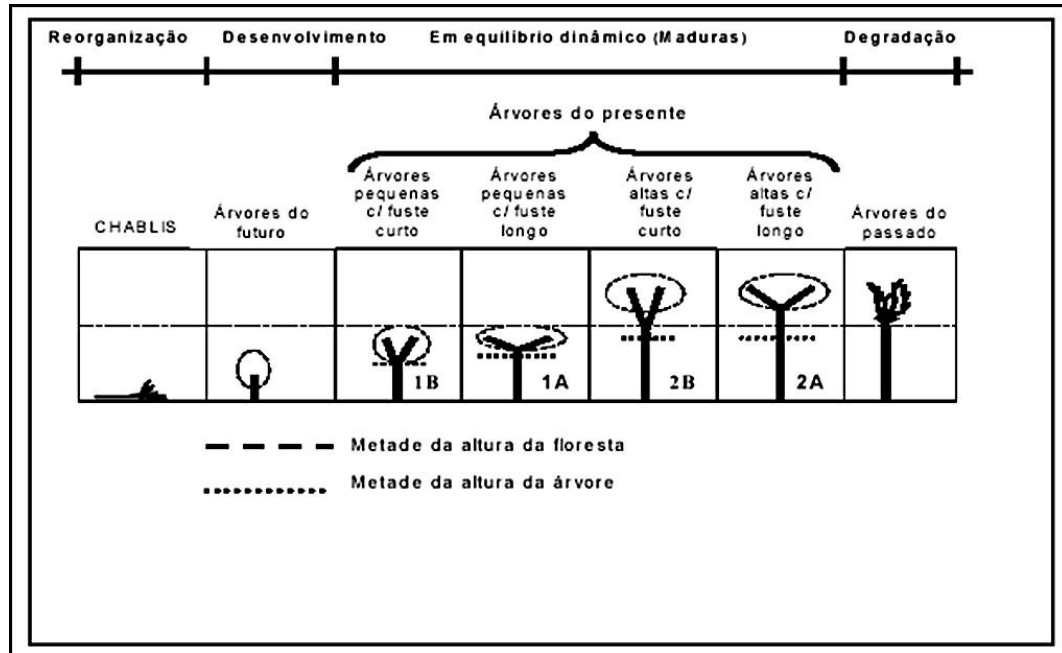 Reorganização Desenvolvimento Em equilíbrio dinâmico (Maduras) Degradação
Árvores do presente
CHABLIS
Árvores do
futuro
Árvores
pequenas
c/ fuste
curto
Árvores
pequenas
c/ fuste
longo
Árvores
altas c/
fuste
curto
Árvores
altas c/
fuste
longo
Árvores do
passado
1B
1A
2B
2A
Metade da altura da floresta
Metade da altura da árvore